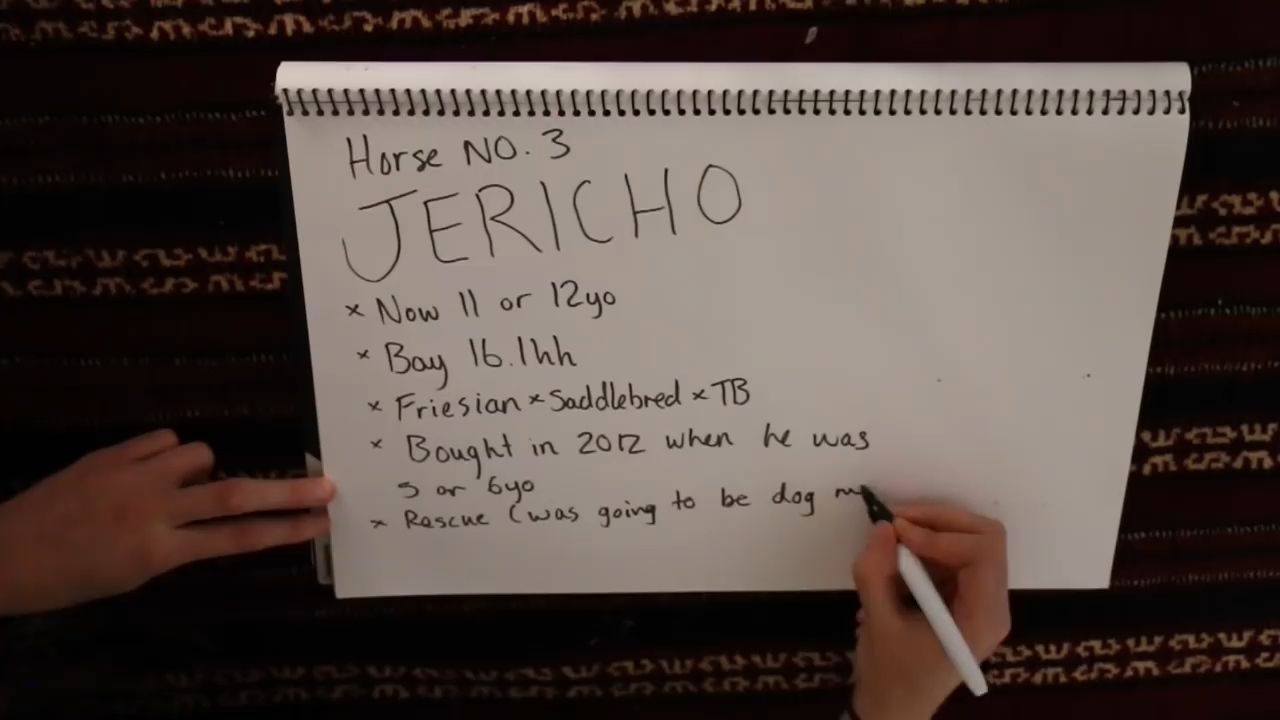 Horse NO. 3
JERICHO
× Now 11 or 12yo
× Bay 16.1hh
× Friesian × Saddlebred × TB
× Bought in 2012 when he was
5 or 6yo
× Rescue (was going to be dog m